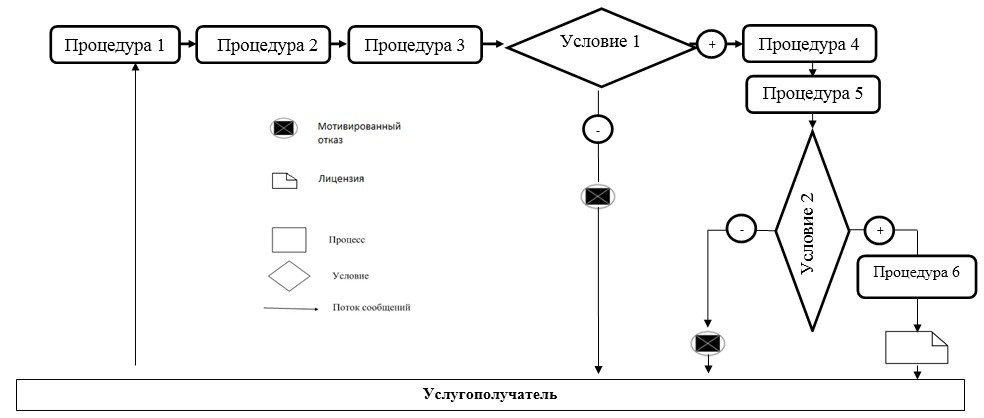 Процедура 1
Процедура 2
Процедура 3
Условие 1
+
Процедура 4
Процедура 5
-
Мотивированный
отказ
Лицензия
Процесс
Условие
Поток сообщений
-
Условие 2
+
Процедура 6
Услугополучатель